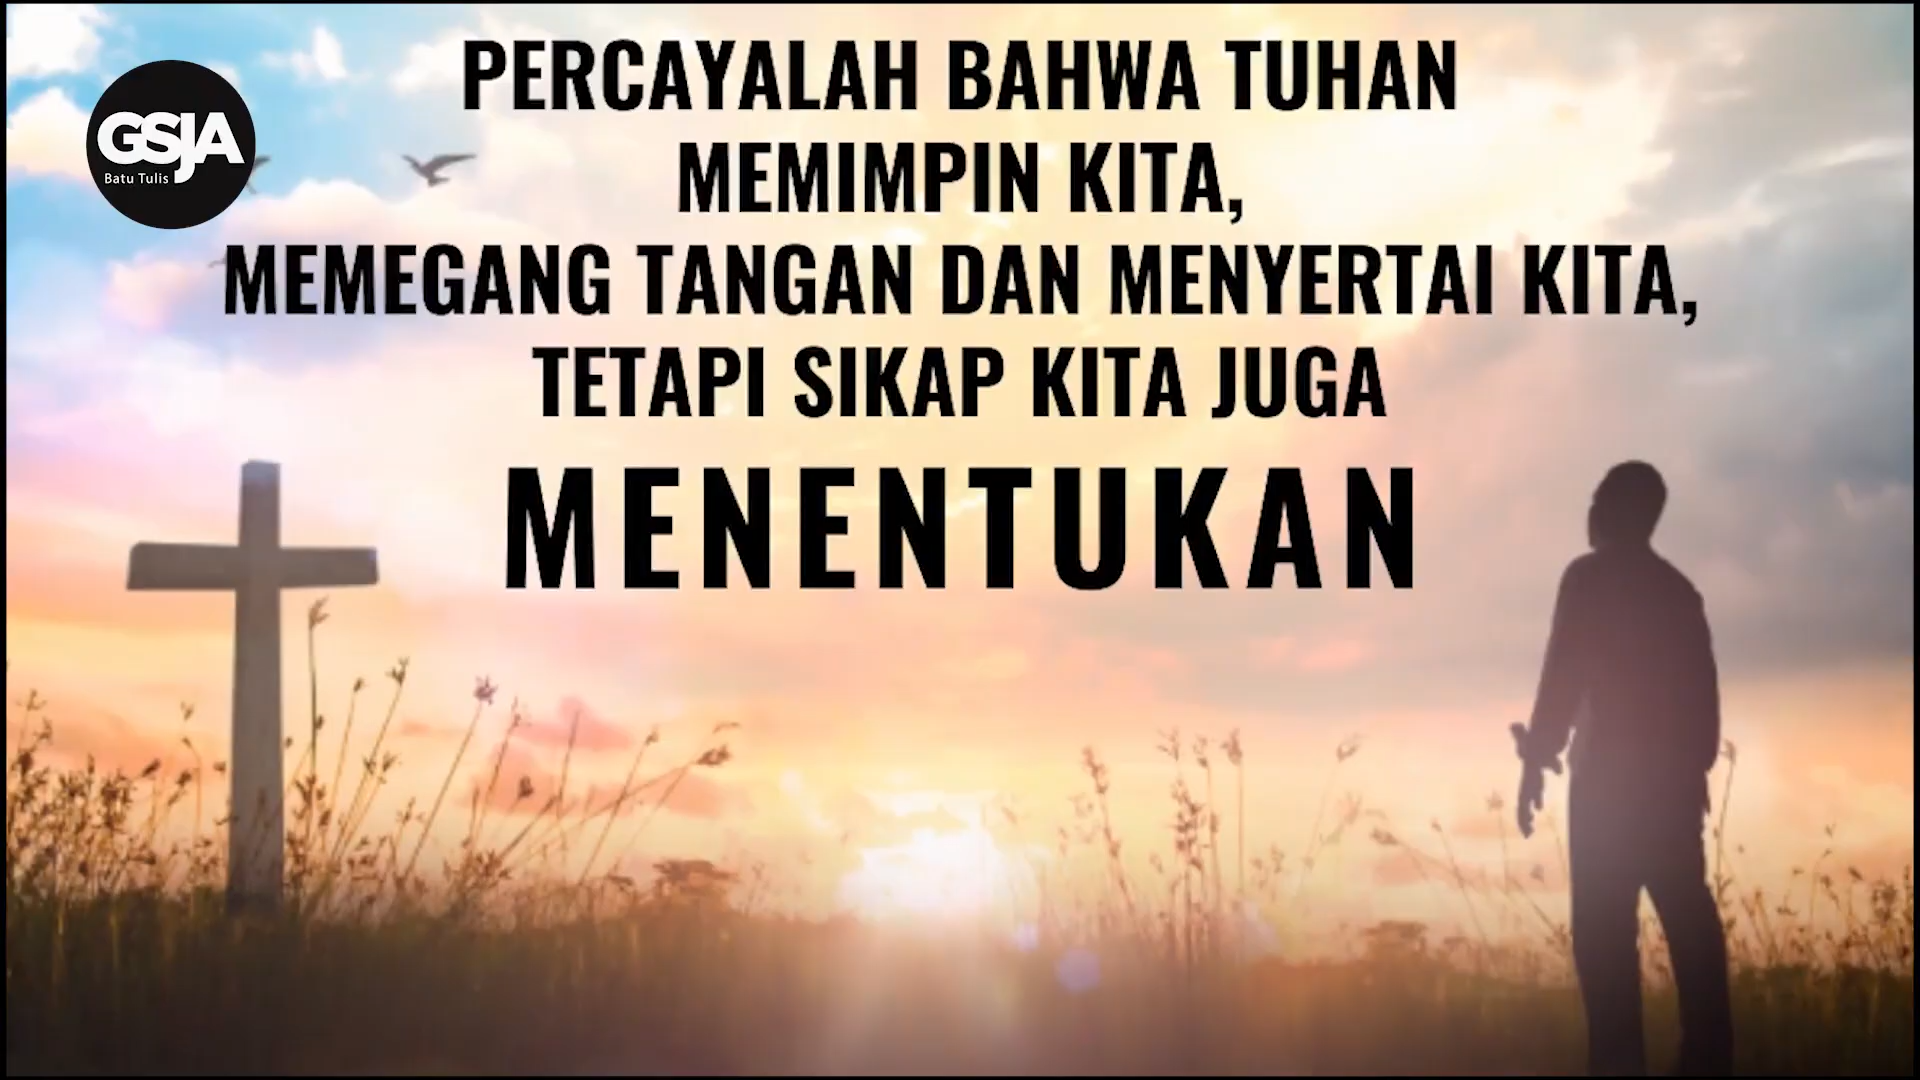 GSJA
Batu Tulis
PERCAYALAH BAHWA TUHAN
MEMIMPIN KITA,
MEMEGANG TANGAN DAN MENYERTAI KITA,
TETAPI SIKAP KITA JUGA
MENENTUKAN